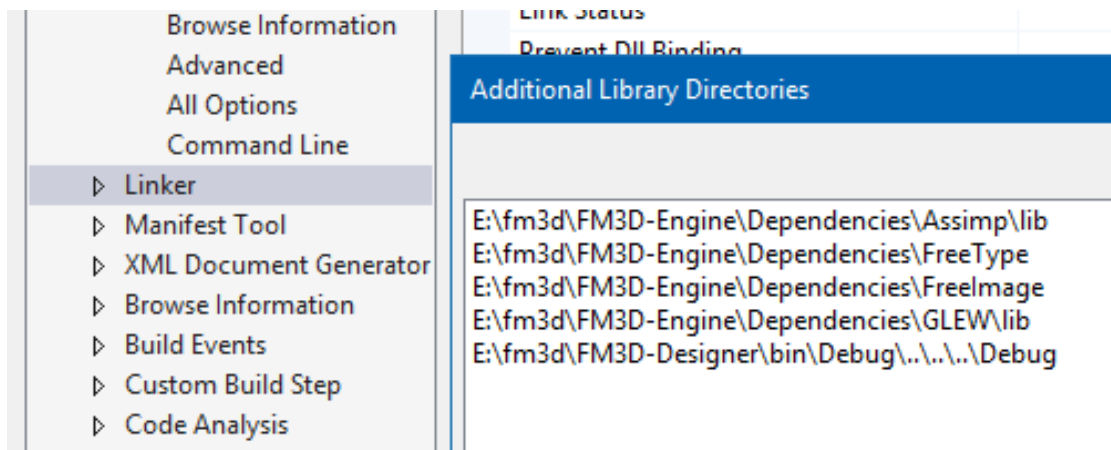 Browse Information
Advanced
All Options
Command Line
Linker
Manifest Tool
XML Document Generator
Browse Information
Build Events
Custom Build Step
Code Analysis
Link Status
Prevent Dll Binding
Additional Library Directories
E:\fm3d\FM3D-Engine\Dependencies\Assimp\lib
E:\fm3d\FM3D-Engine\Dependencies\FreeType
E:\fm3d\FM3D-Engine\Dependencies\FreeImage
E:\fm3d\FM3D-Engine\Dependencies\GLEW\lib
E:\fm3d\FM3D-Designer\bin\Debug\..\..\..\Debug